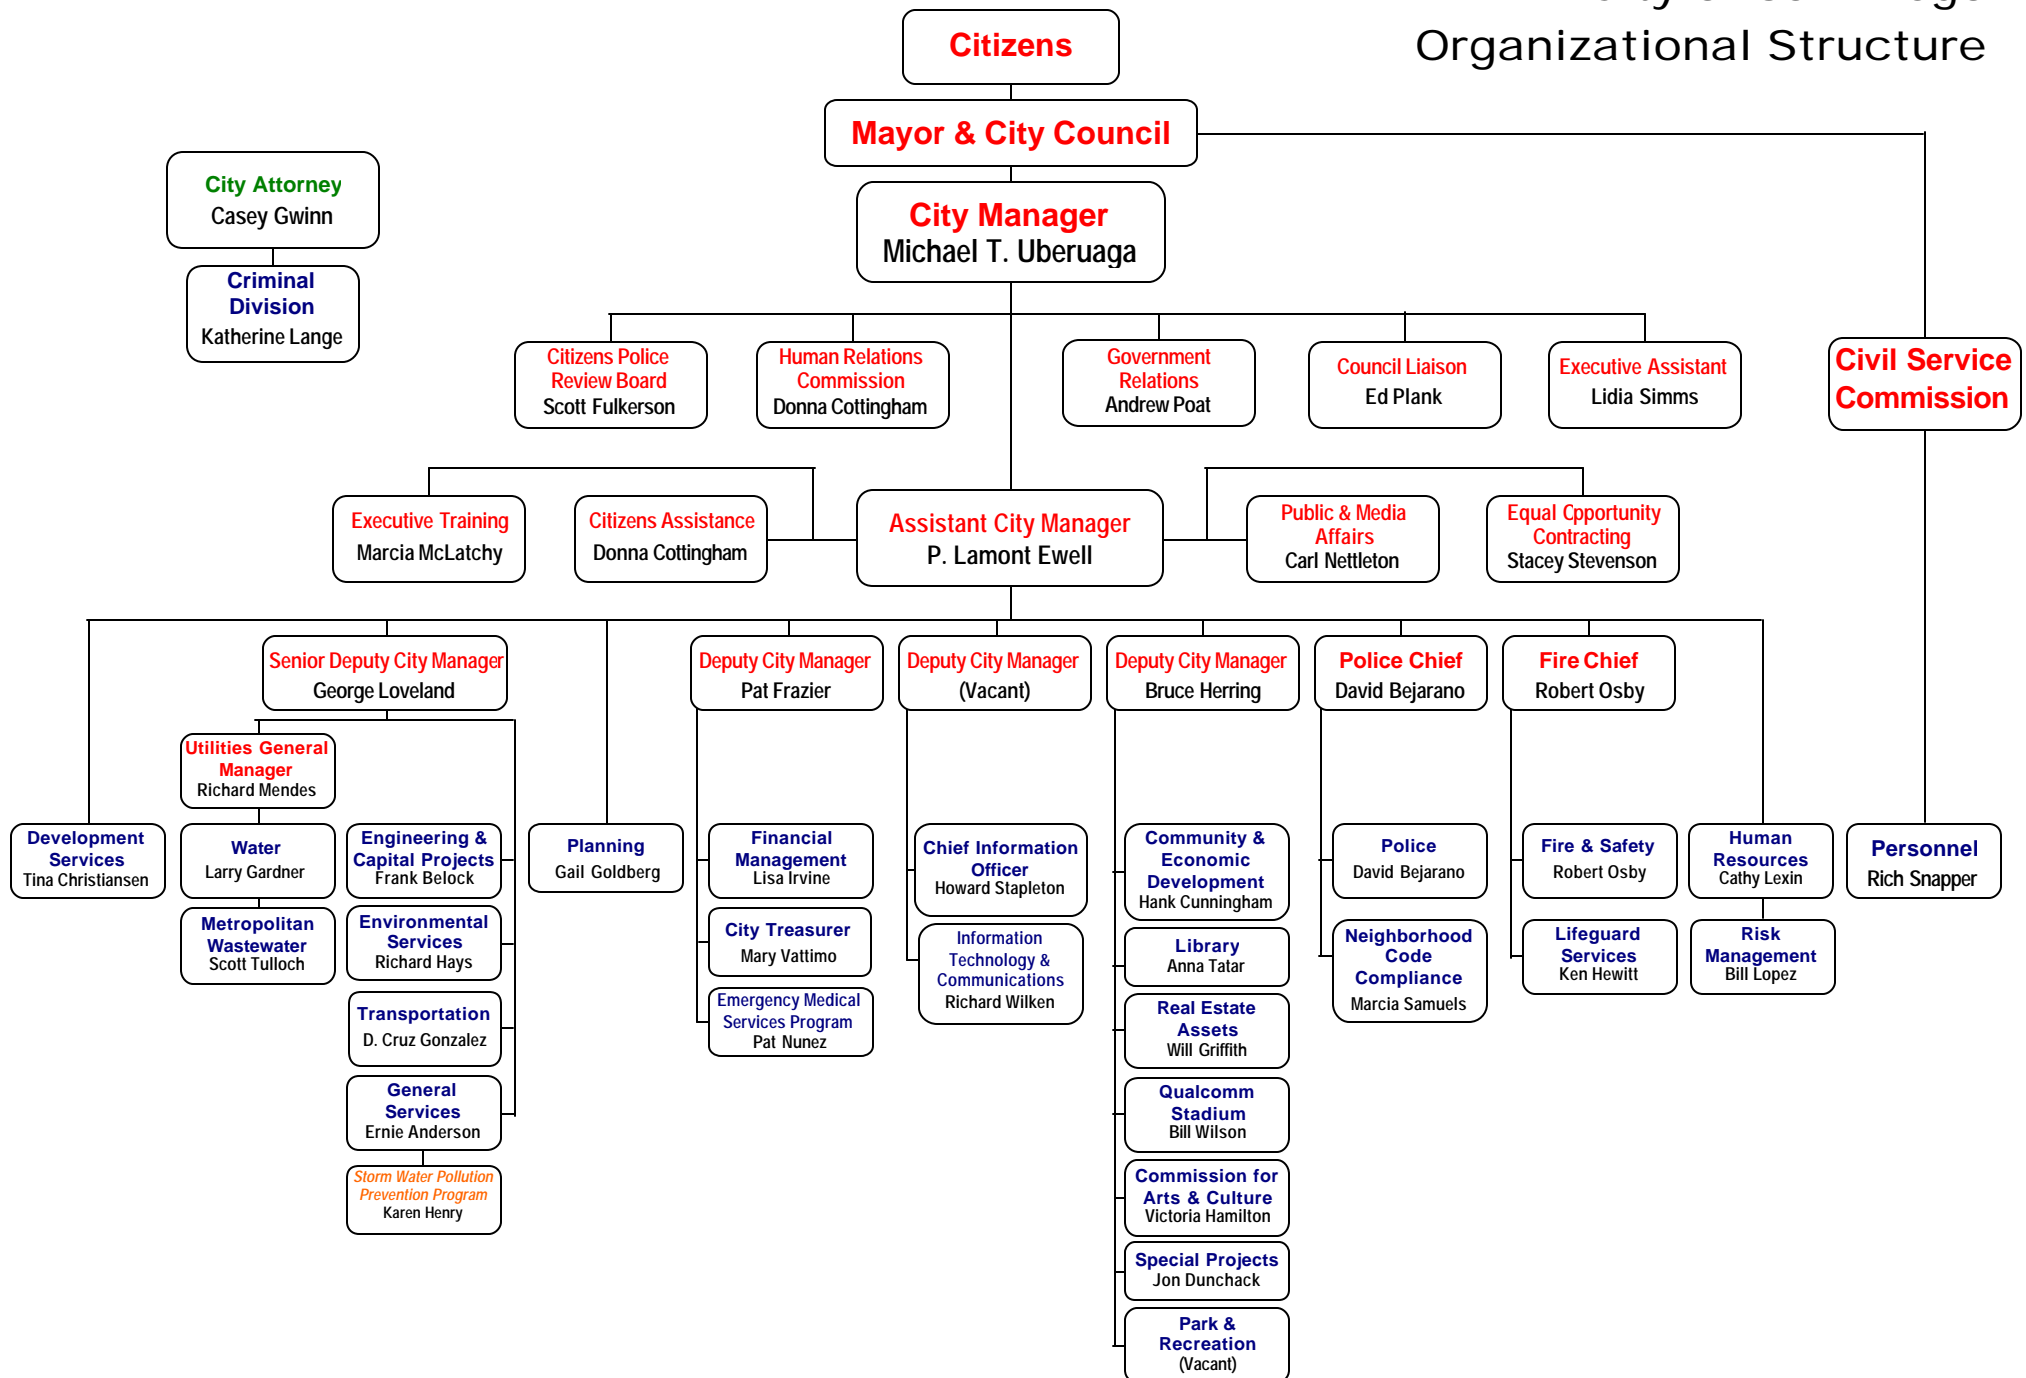 Organizational Structure
Citizens
Mayor & City Council
City Attorney
Casey Gwinn
Criminal
Division
Katherine Lange
City Manager
Michael T. Uberuaga
Citizens Police
Review Board
Scott Fulkerson
Human Relations
Commission
Donna Cottingham
Government
Relations
Andrew Poat
Council Liaison
Ed Plank
Executive Assistant
Lidia Simms
Civil Service
Commission
Executive Training
Marcia McLatchy
Citizens Assistance
Donna Cottingham
Assistant City Manager
P. Lamont Ewell
Public & Media
Affairs
Carl Nettleton
Equal Opportunity
Contracting
Stacey Stevenson
Senior Deputy City Manager
George Loveland
Deputy City Manager
Pat Frazier
Deputy City Manager
(Vacant)
Deputy City Manager
Bruce Herring
Police Chief
David Bejarano
Fire Chief
Robert Osby
Utilities General
Manager
Richard Mendes
Development
Services
Tina Christiansen
Water
Larry Gardner
Metropolitan
Wastewater
Scott Tulloch
Engineering &
Capital Projects
Frank Belock
Environmental
Services
Richard Hays
Transportation
D. Cruz Gonzalez
General
Services
Ernie Anderson
Storm Water Pollution
Prevention Program
Karen Henry
Planning
Gail Goldberg
Financial
Management
Lisa Irvine
City Treasurer
Mary Vattimo
Emergency Medical
Services Program
Pat Nunez
Chief Information
Officer
Howard Stapleton
Information
Technology &
Communications
Richard Wilken
Community &
Economic
Development
Hank Cunningham
Library
Anna Tatar
Real Estate
Assets
Will Griffith
Qualcomm
Stadium
Bill Wilson
Commission for
Arts & Culture
Victoria Hamilton
Special Projects
Jon Dunchack
Park &
Recreation
(Vacant)
Police
David Bejarano
Neighborhood
Code
Compliance
Marcia Samuels
Fire & Safety
Robert Osby
Lifeguard
Services
Ken Hewitt
Human
Resources
Cathy Lexin
Risk
Management
Bill Lopez
Personnel
Rich Snapper